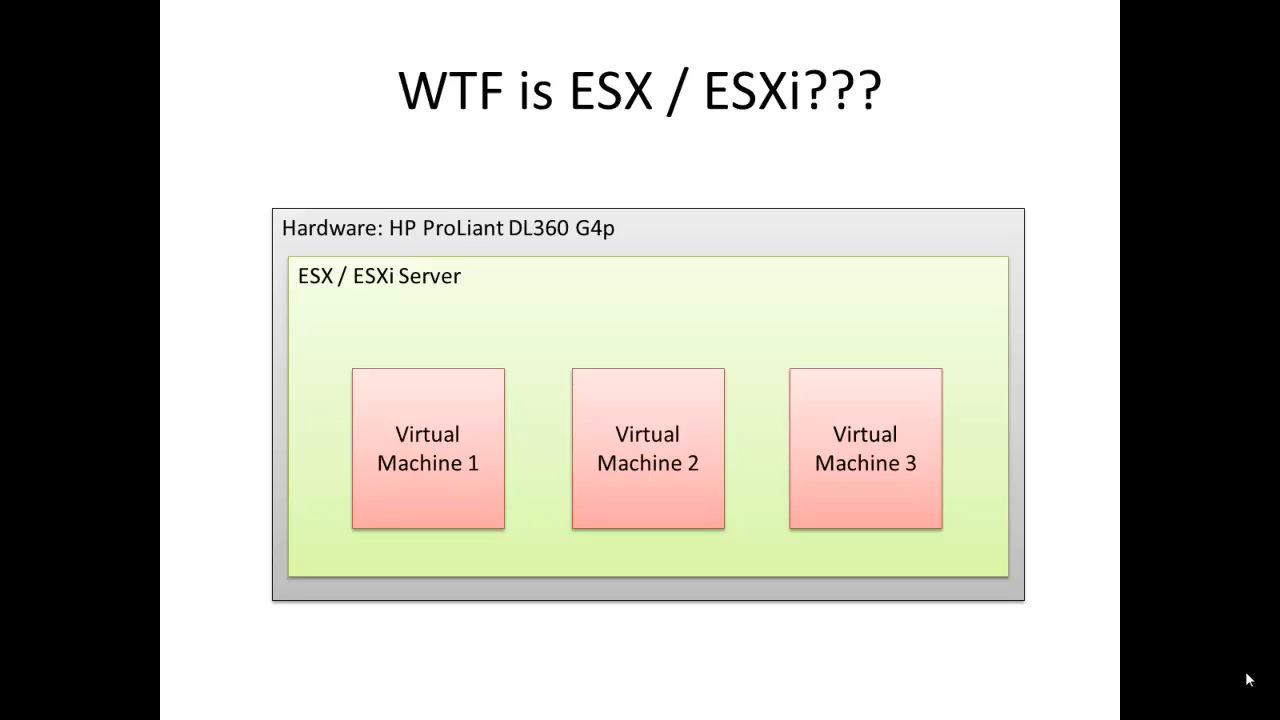 WTF is ESX / ESXi???
Hardware: HP ProLiant DL360 G4p
ESX / ESXi Server
Virtual
Machine 1
Virtual
Machine 2
Virtual
Machine 3